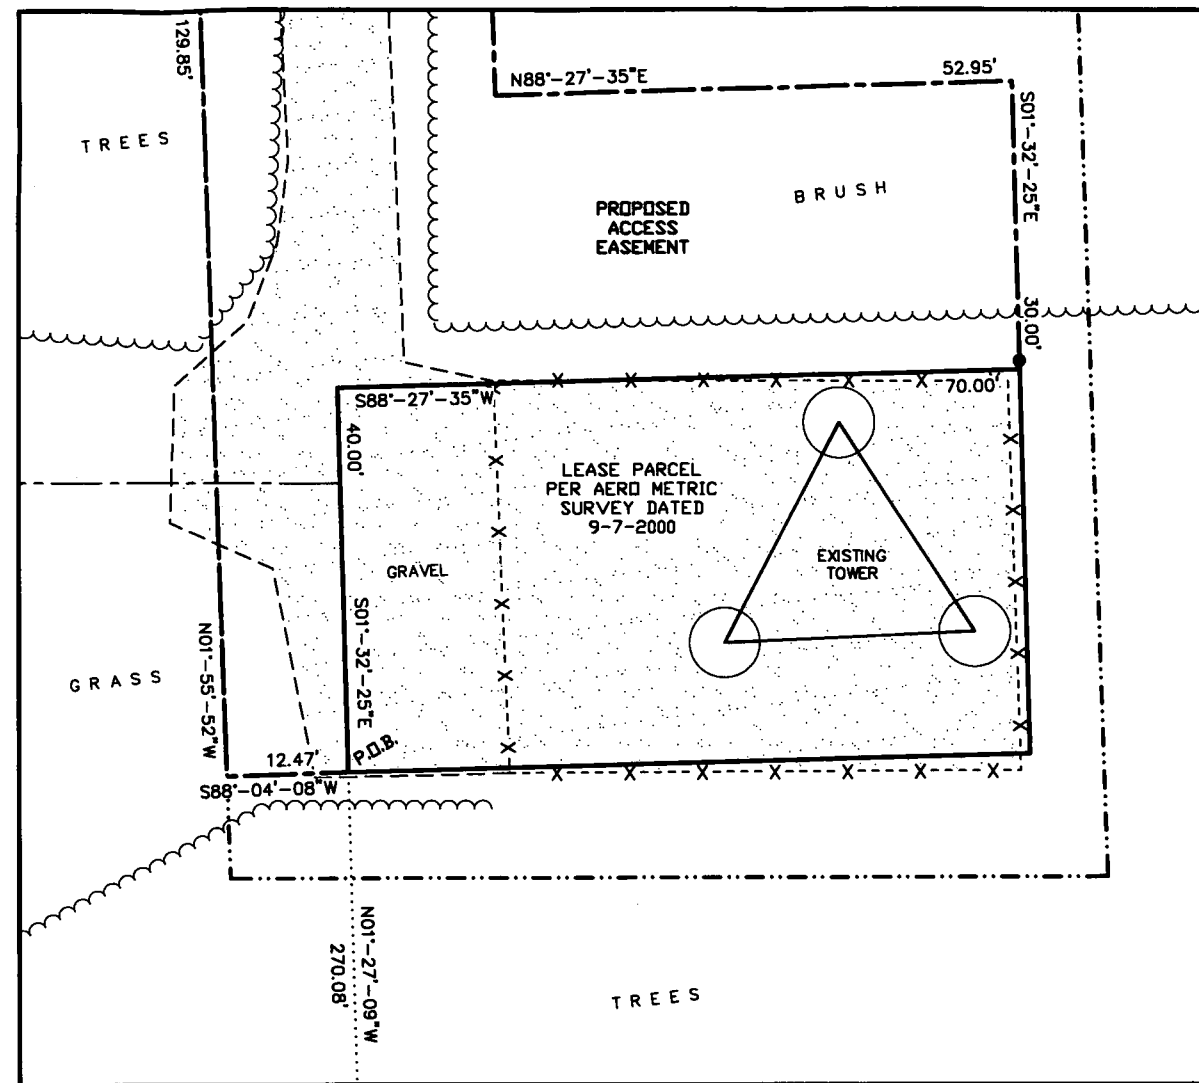 129.85'
N88°-27'-35"E
52.95'
S01°-32'-25"E
30.00'
TREES
BRUSH
PROPOSED
ACCESS
EASEMENT
S88°-27'-35"W
70.00'
40.00'
S01°-32'-25"E
LEASE PARCEL
PER AERO METRIC
SURVEY DATED
9-7-2000
EXISTING
TOWER
GRAVEL
GRASS
N01°-55'-52"W
12.47'
P.O.B.
S88°-04'-08"W
N01°-27'-09"W
270.08'
TREES